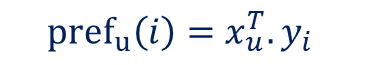 pref_u(i) = x_u^T. y_i